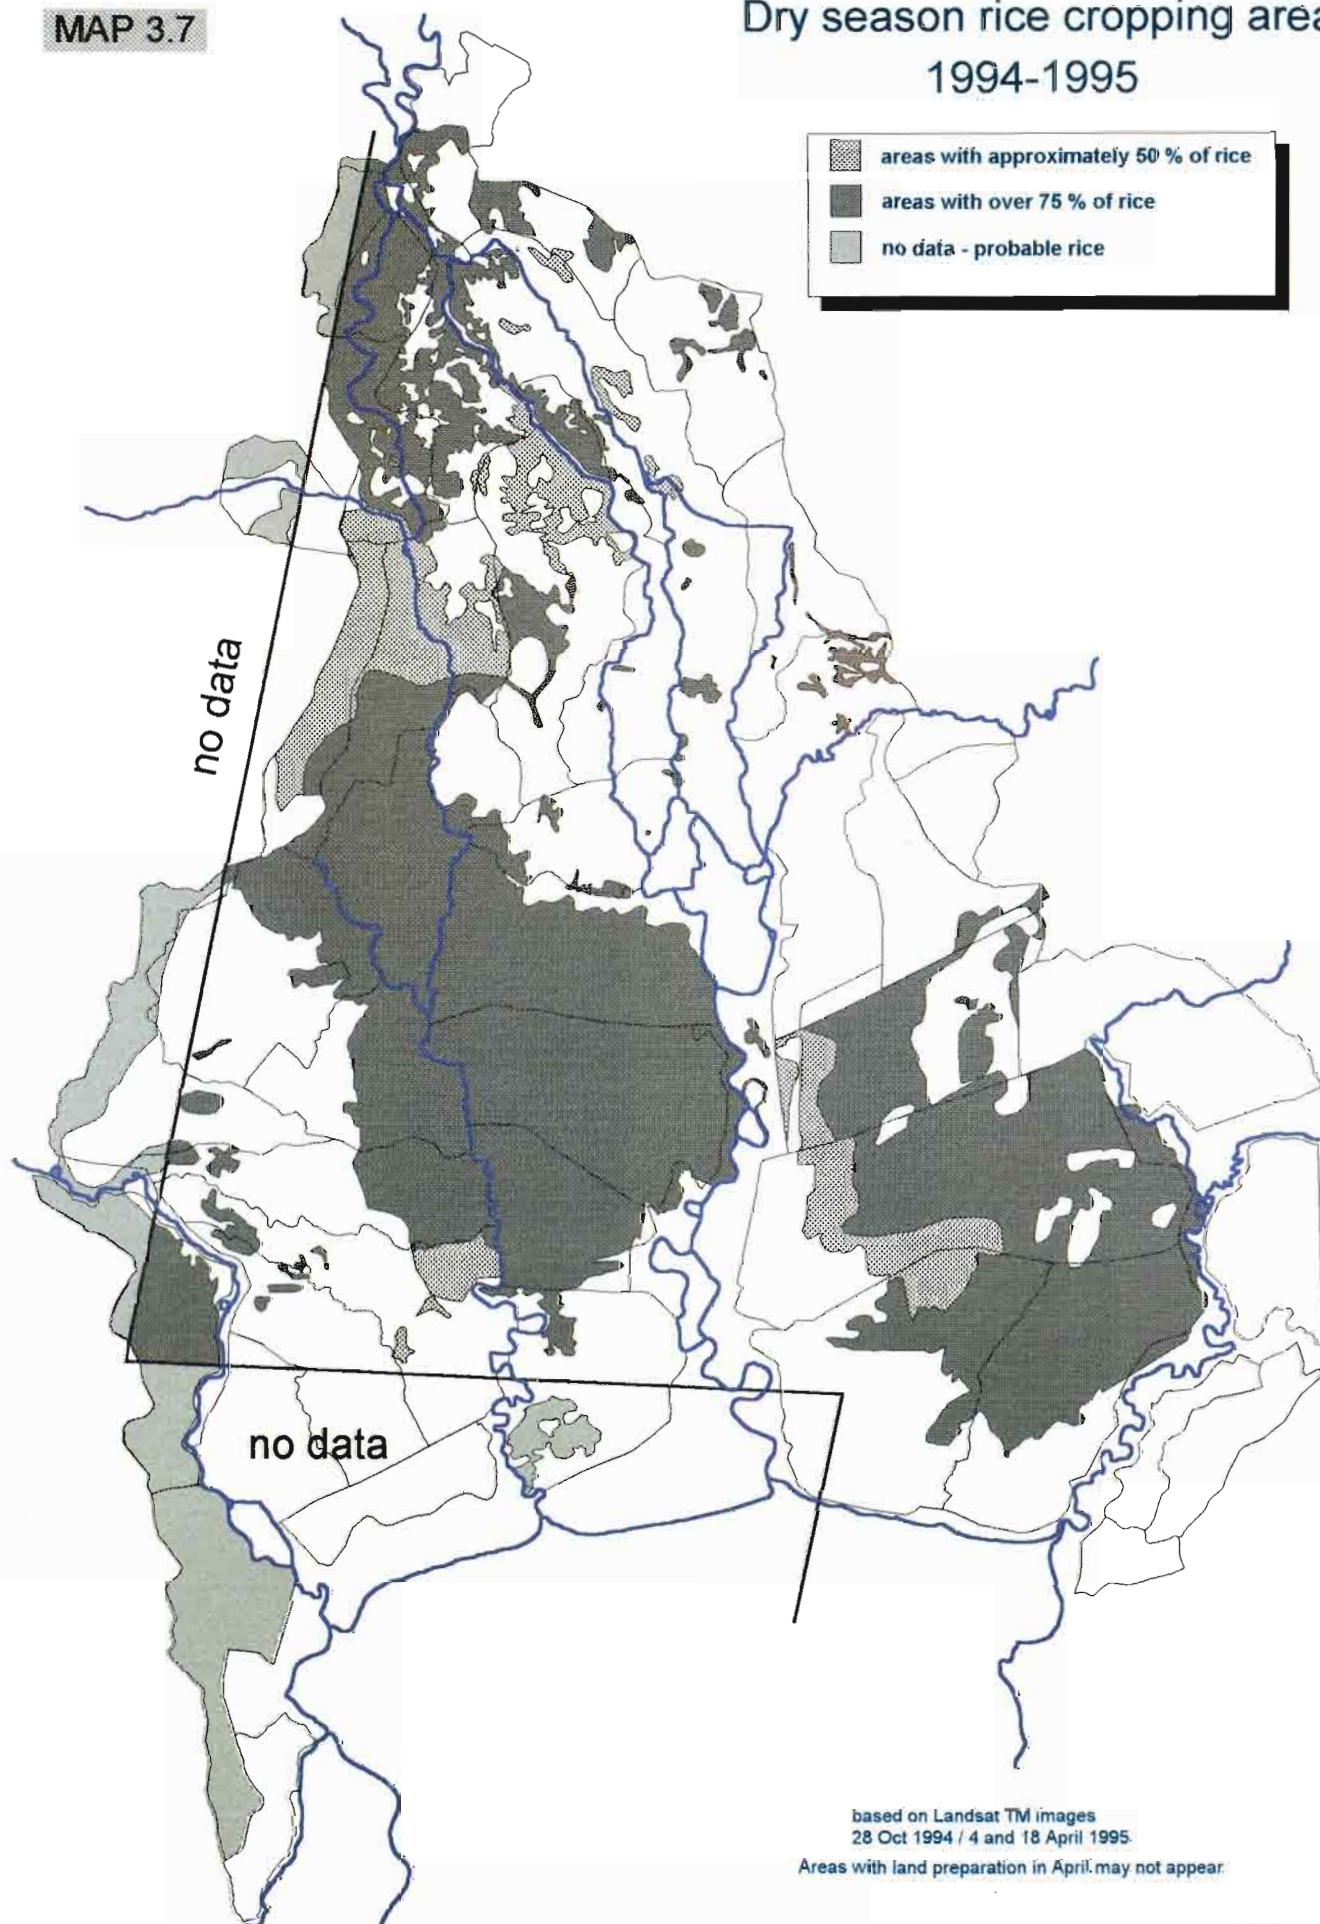 MAP 3.7
Dry season rice cropping area
1994-1995
areas with approximately 50 % of rice
areas with over 75 % of rice
no data - probable rice
no data
no data
based on Landsat TM images
28 Oct 1994 / 4 and 18 April 1995.
Areas with land preparation in April may not appear